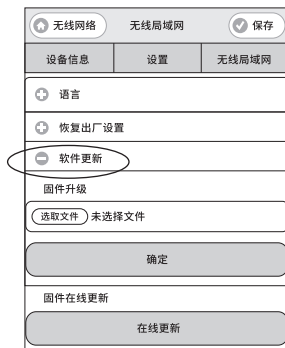 无线网络 无线局域网 保存
设备信息 设置 无线局域网
语言
恢复出厂设置
软件更新
固件升级
选取文件 未选择文件
确定
固件在线更新
在线更新